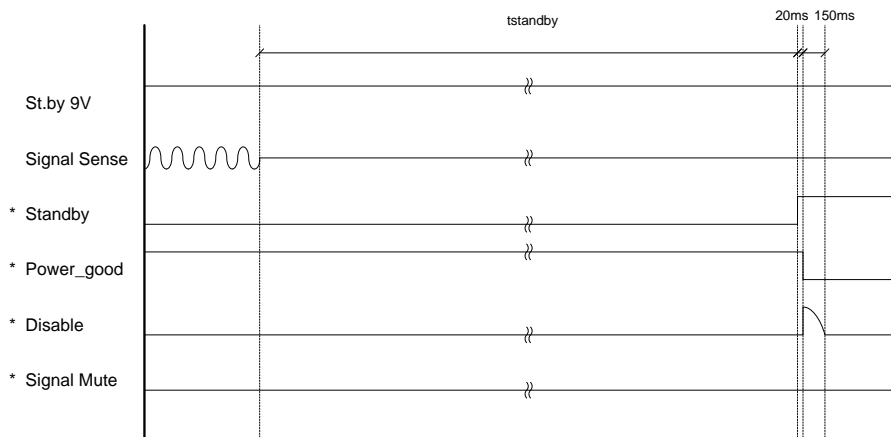 tstandby
20ms 150ms
St.by 9V
Signal Sense
* Standby
* Power_good
* Disable
* Signal Mute